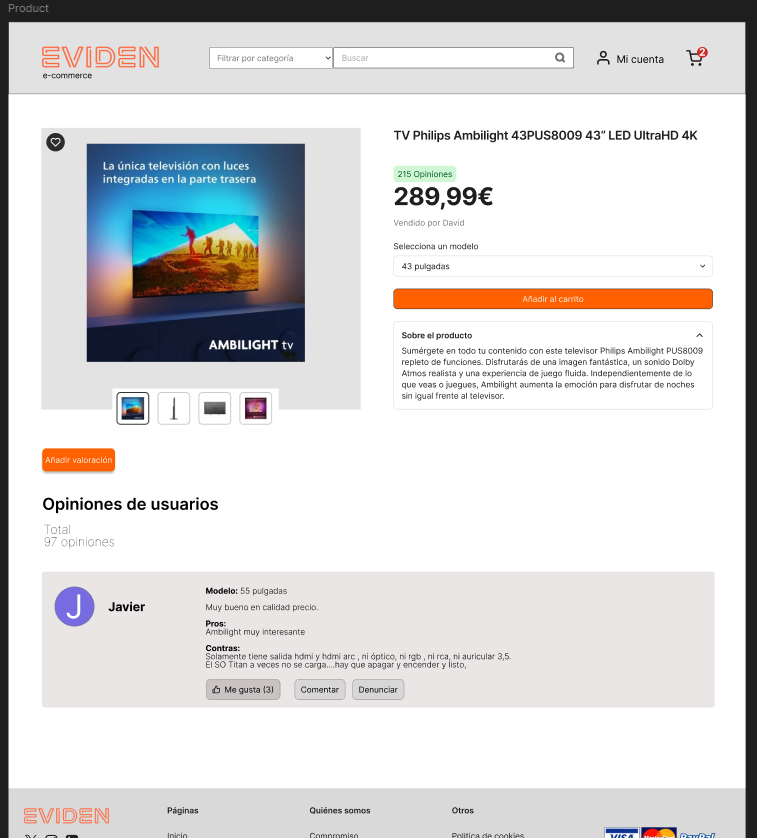 Product
EVIDEN
e-commerce
Filtrar por categoría
Buscar
Mi cuenta
2
La única televisión con luces
integradas en la parte trasera
AMBILIGHT tv
TV Philips Ambilight 43PUS8009 43” LED UltraHD 4K
215 Opiniones
289,99€
Vendido por David
Selecciona un modelo
43 pulgadas
Añadir al carrito
Sobre el producto
Sumérgete en todo tu contenido con este televisor Philips Ambilight PUS8009
repleto de funciones. Disfrutarás de una imagen fantástica, un sonido Dolby
Atmos realista y una experiencia de juego fluida. Independientemente de lo
que veas o juegues, Ambilight aumenta la emoción para disfrutar de noches
sin igual frente al televisor.
Añadir valoración
Opiniones de usuarios
Total
97 opiniones
J
Javier
Modelo: 55 pulgadas
Muy bueno en calidad precio.
Pros:
Ambilight muy interesante
Contras:
Solamente tiene salida hdmi y hdmi arc , ni óptico, ni rgb , ni rca, ni auricular 3,5.
El SO Titan a veces no se carga....hay que apagar y encender y listo,
Me gusta (3)
Comentar
Denunciar
EVIDEN
Páginas
Quiénes somos
Otros
Inicio
Compromiso
Política de cookies
VISA
MasterCard
PayPal